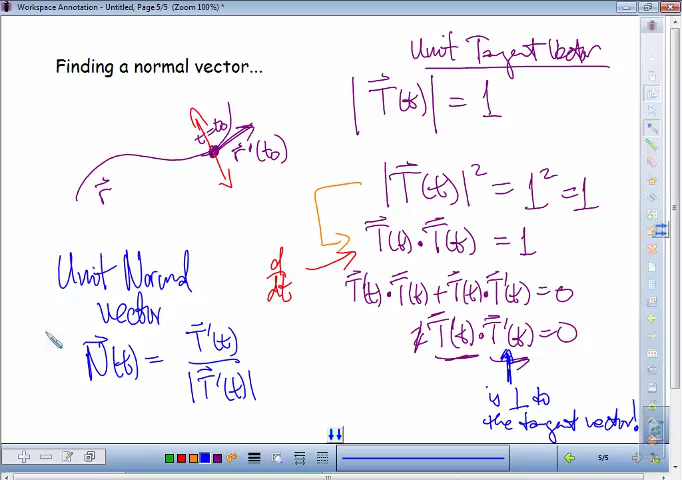 Annotation - Untitled, Page 5/5 (Zoom 100%) *
Finding a normal vector...
t=t₀
r⃗'(t₀)
r⃗
Unit Normal
vector
N⃗(t) = T⃗'(t) / |T⃗'(t)|
Unit Tangent Vector
|T⃗(t)| = 1
|T⃗(t)|² = 1² = 1
T⃗(t)·T⃗(t) = 1
d/dt
T⃗'(t)·T⃗(t) + T⃗(t)·T⃗'(t) = 0
2T⃗(t)·T⃗'(t) = 0
is ⊥ to
the tangent vector!
5/5